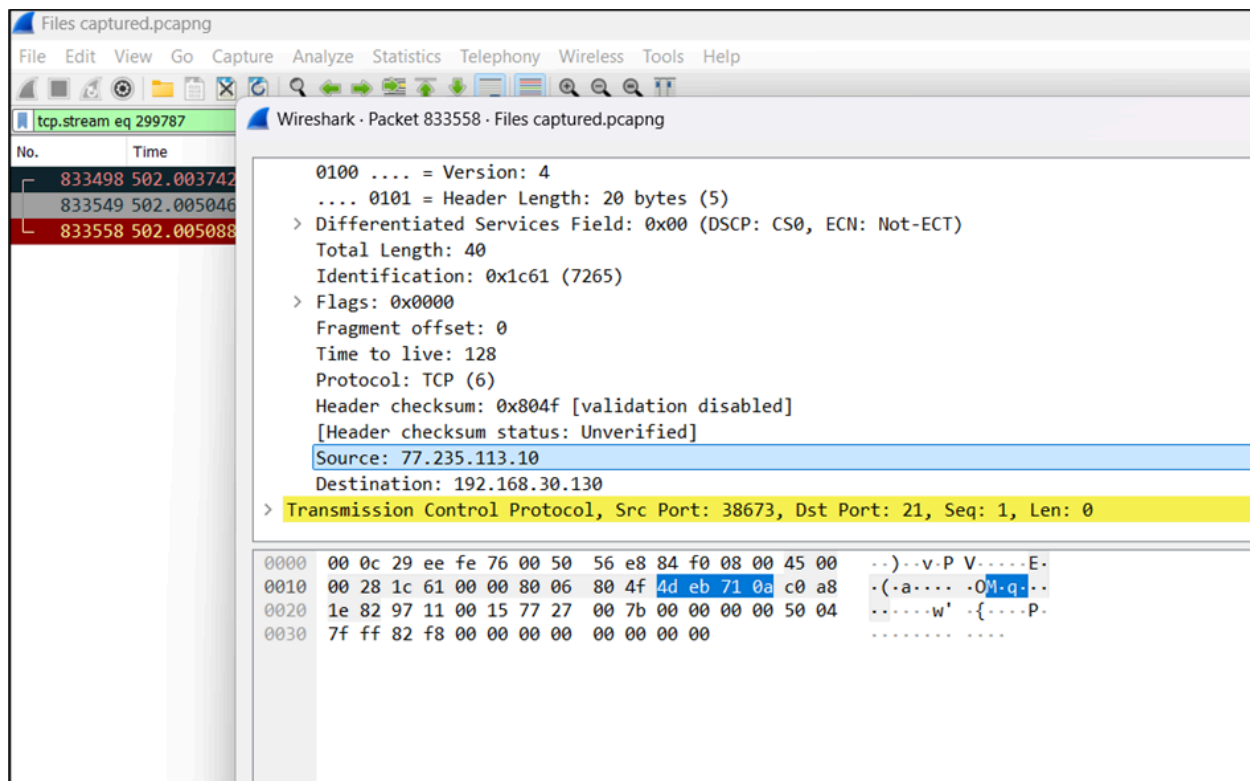 Files captured.pcapng
File Edit View Go Capture Analyze Statistics Telephony Wireless Tools Help
tcp.stream eq 299787
Wireshark · Packet 833558 · Files captured.pcapng
No. Time
833498 502.003742
833549 502.005046
833558 502.005088
0100 .... = Version: 4
.... 0101 = Header Length: 20 bytes (5)
> Differentiated Services Field: 0x00 (DSCP: CS0, ECN: Not-ECT)
Total Length: 40
Identification: 0x1c61 (7265)
> Flags: 0x0000
Fragment offset: 0
Time to live: 128
Protocol: TCP (6)
Header checksum: 0x804f [validation disabled]
[Header checksum status: Unverified]
Source: 77.235.113.10
Destination: 192.168.30.130
> Transmission Control Protocol, Src Port: 38673, Dst Port: 21, Seq: 1, Len: 0
0000 00 0c 29 ee fe 76 00 50 56 e8 84 f0 08 00 45 00 ··)··v·P V·····E·
0010 00 28 1c 61 00 00 80 06 80 4f 4d eb 71 0a c0 a8 ·(·a···· ·OM·q···
0020 1e 82 97 11 00 15 77 27 00 7b 00 00 00 00 50 04 ······w' ·{····P·
0030 7f ff 82 f8 00 00 00 00 00 00 00 00 ········ ····